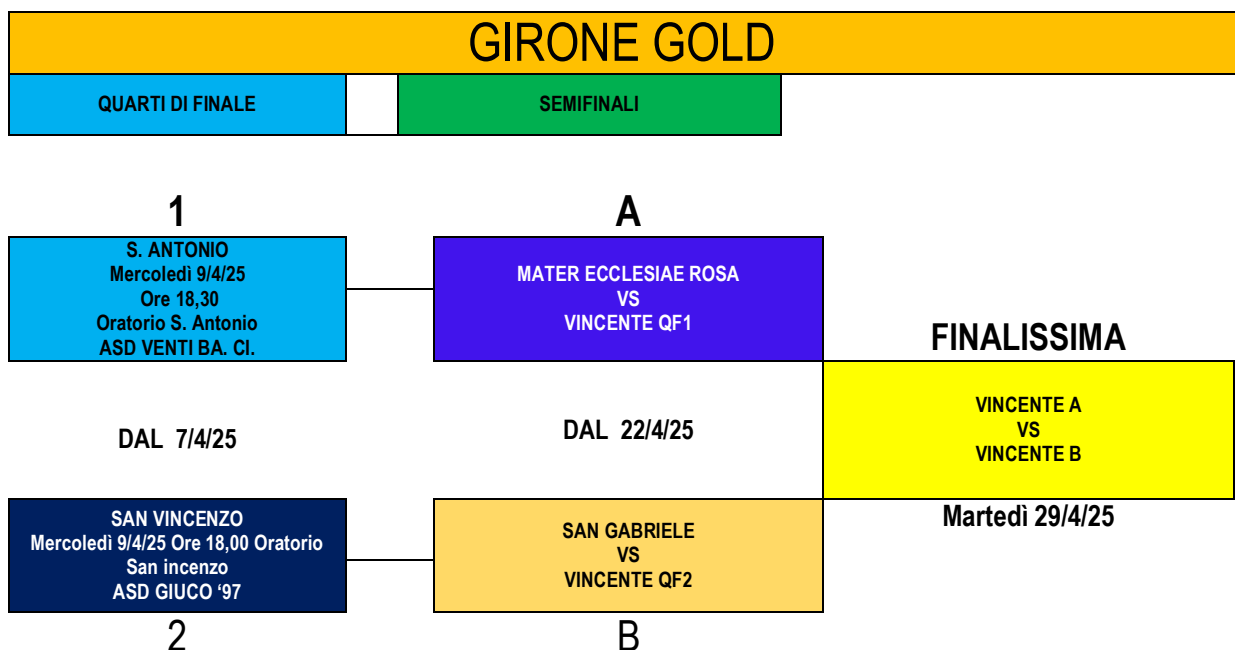 GIRONE GOLD
QUARTI DI FINALE
SEMIFINALI
1
S. ANTONIO
Mercoledì 9/4/25
Ore 18,30
Oratorio S. Antonio
ASD VENTI BA. CI.
A
MATER ECCLESIAE ROSA
VS
VINCENTE QF1
FINALISSIMA
VINCENTE A
VS
VINCENTE B
Martedì 29/4/25
DAL 7/4/25
DAL 22/4/25
SAN VINCENZO
Mercoledì 9/4/25 Ore 18,00 Oratorio
San incenzo
ASD GIUCO ‘97
2
SAN GABRIELE
VS
VINCENTE QF2
B